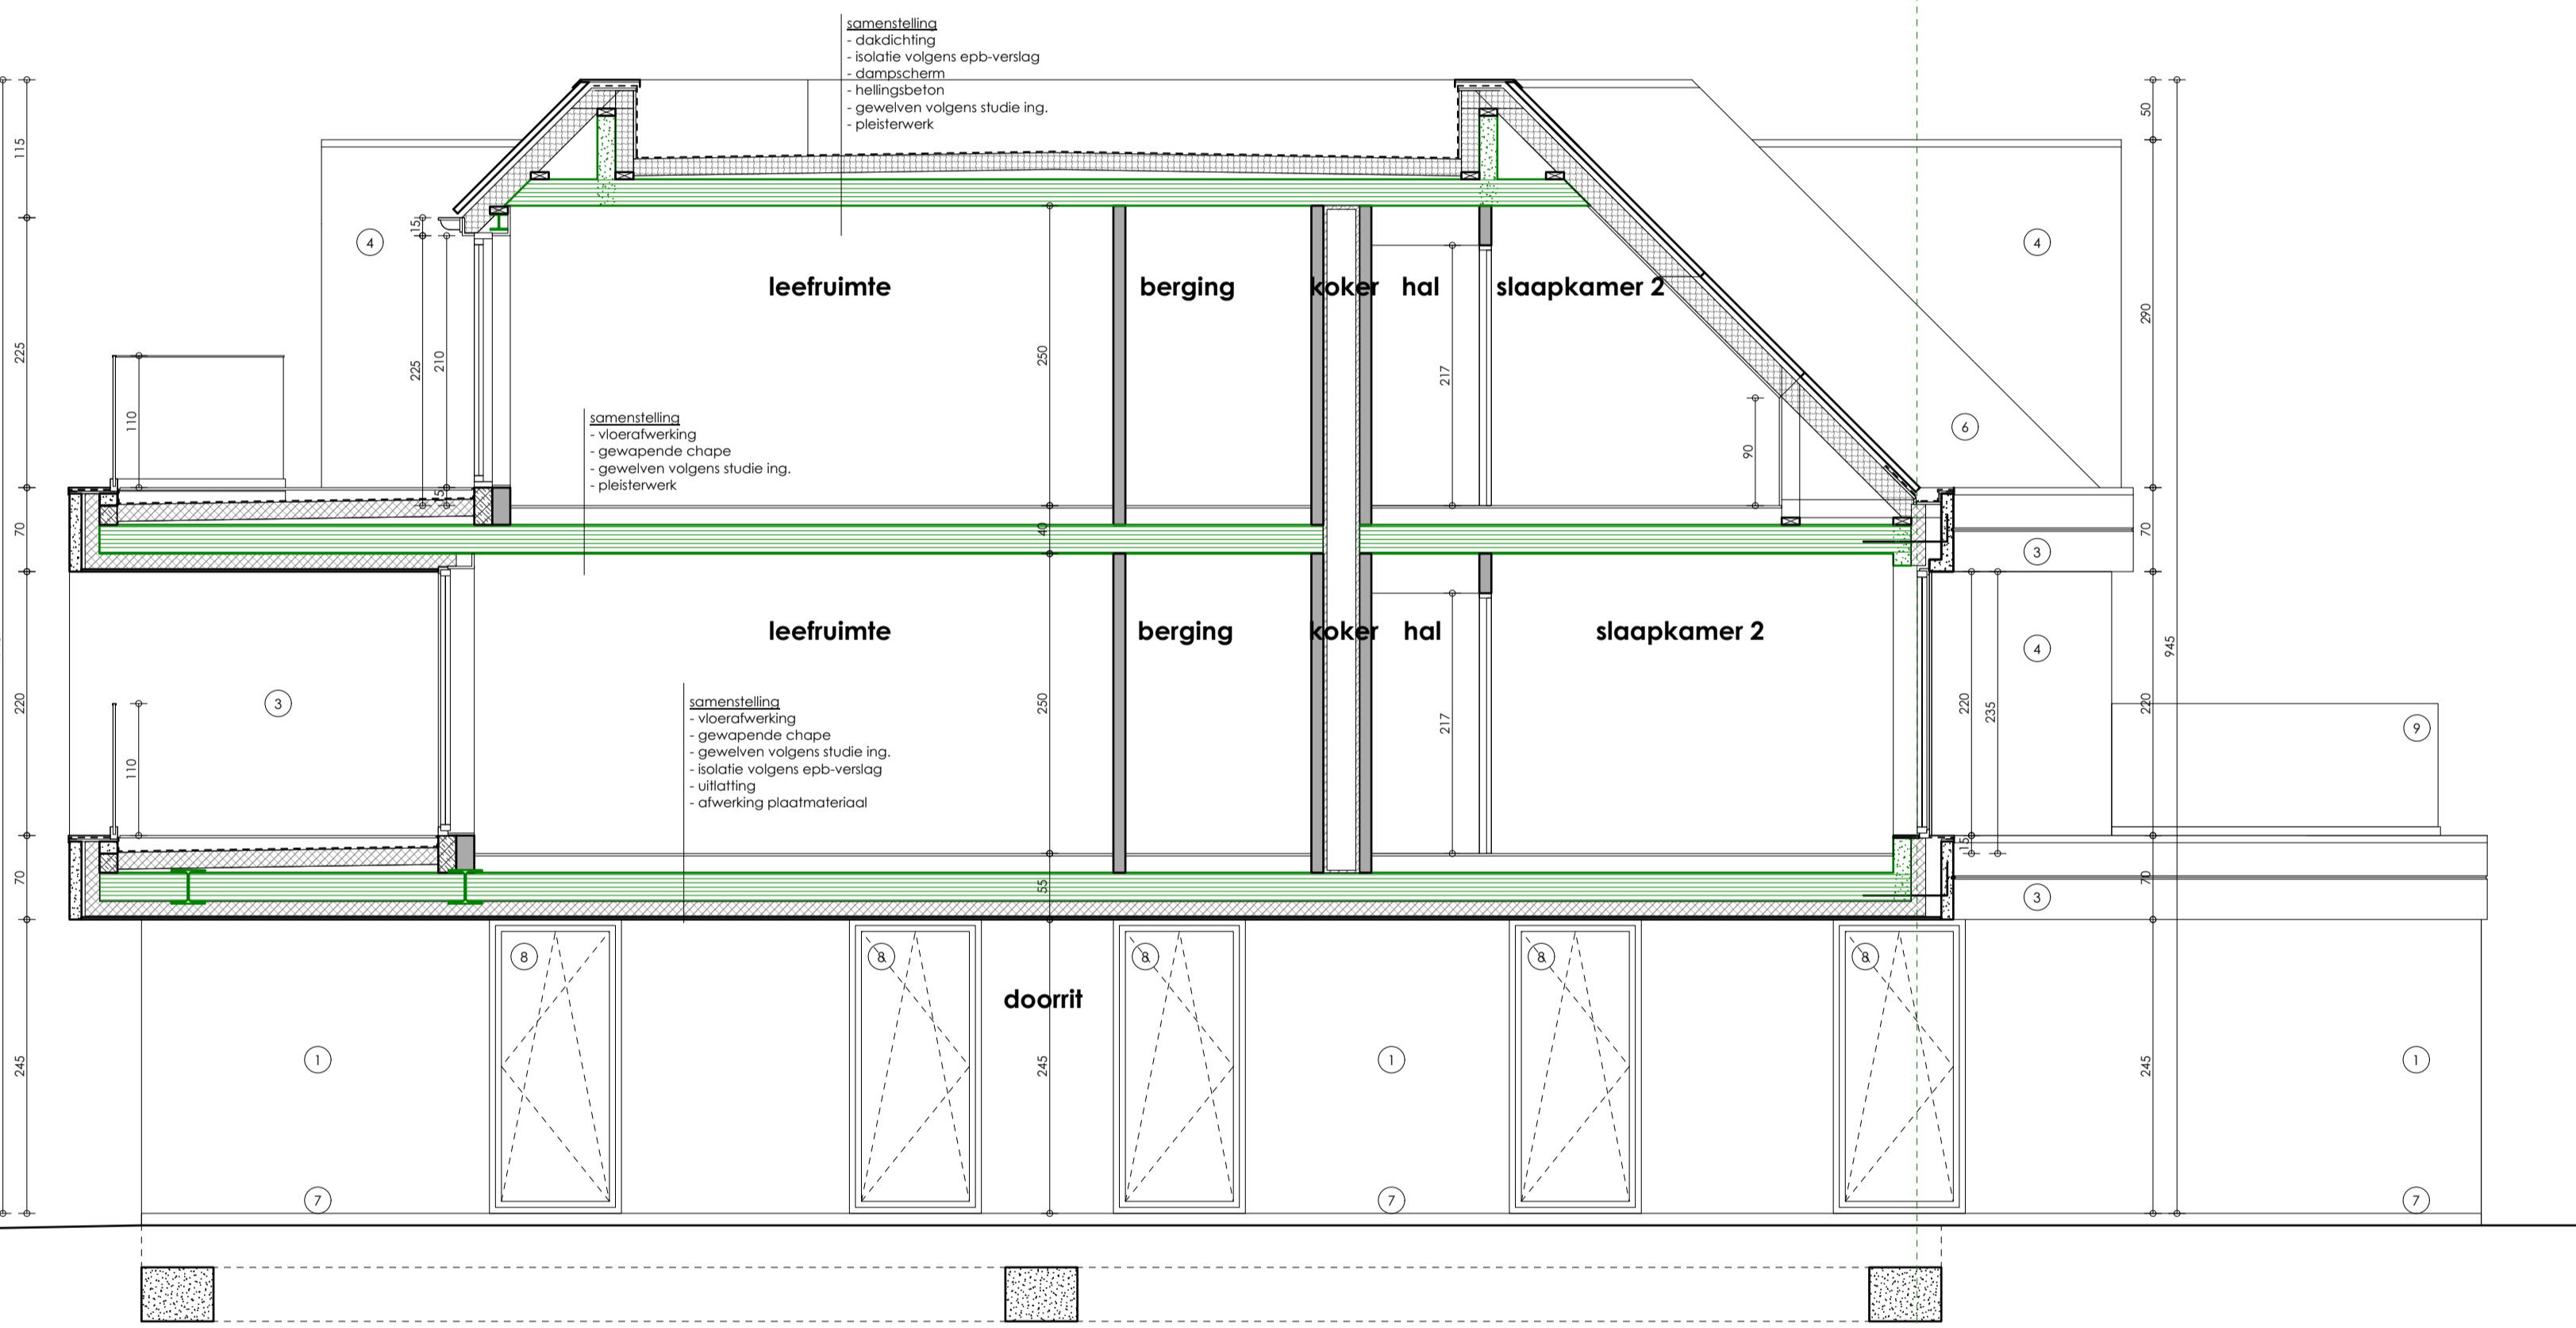 samenstelling
- dakdichting
- isolatie volgens epb-verslag
- dampscherm
- hellingsbeton
- gewelven volgens studie ing.
- pleisterwerk
115
50
4
15
4
leefruimte
berging
koker
hal
slaapkamer 2
290
225
225
210
250
217
110
samenstelling
- vloerafwerking
- gewapende chape
- gewelven volgens studie ing.
- pleisterwerk
90
6
15
70
40
70
3
leefruimte
berging
koker
hal
slaapkamer 2
4
945
220
3
250
217
220
235
220
9
samenstelling
- vloerafwerking
- gewapende chape
- gewelven volgens studie ing.
- isolatie volgens epb-verslag
- uitlatting
- afwerking plaatmateriaal
110
15
70
55
70
3
8
8
8
8
8
doorrit
245
1
245
1
245
1
7
7
7